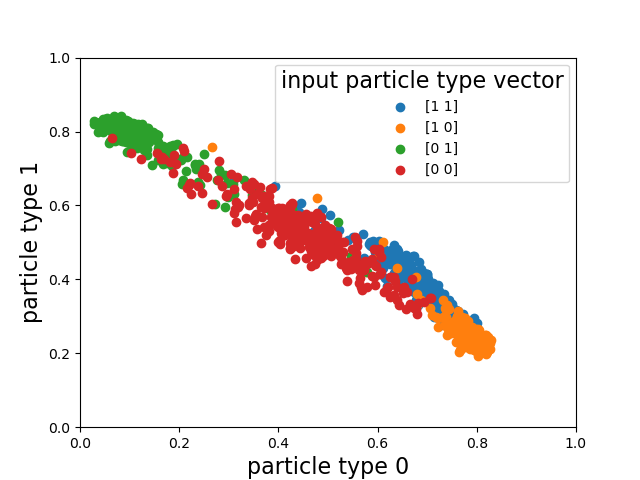 input particle type vector
[1 1]
[1 0]
[0 1]
[0 0]
particle type 1
1.0
0.8
0.6
0.4
0.2
0.0
0.0 0.2 0.4 0.6 0.8 1.0
particle type 0